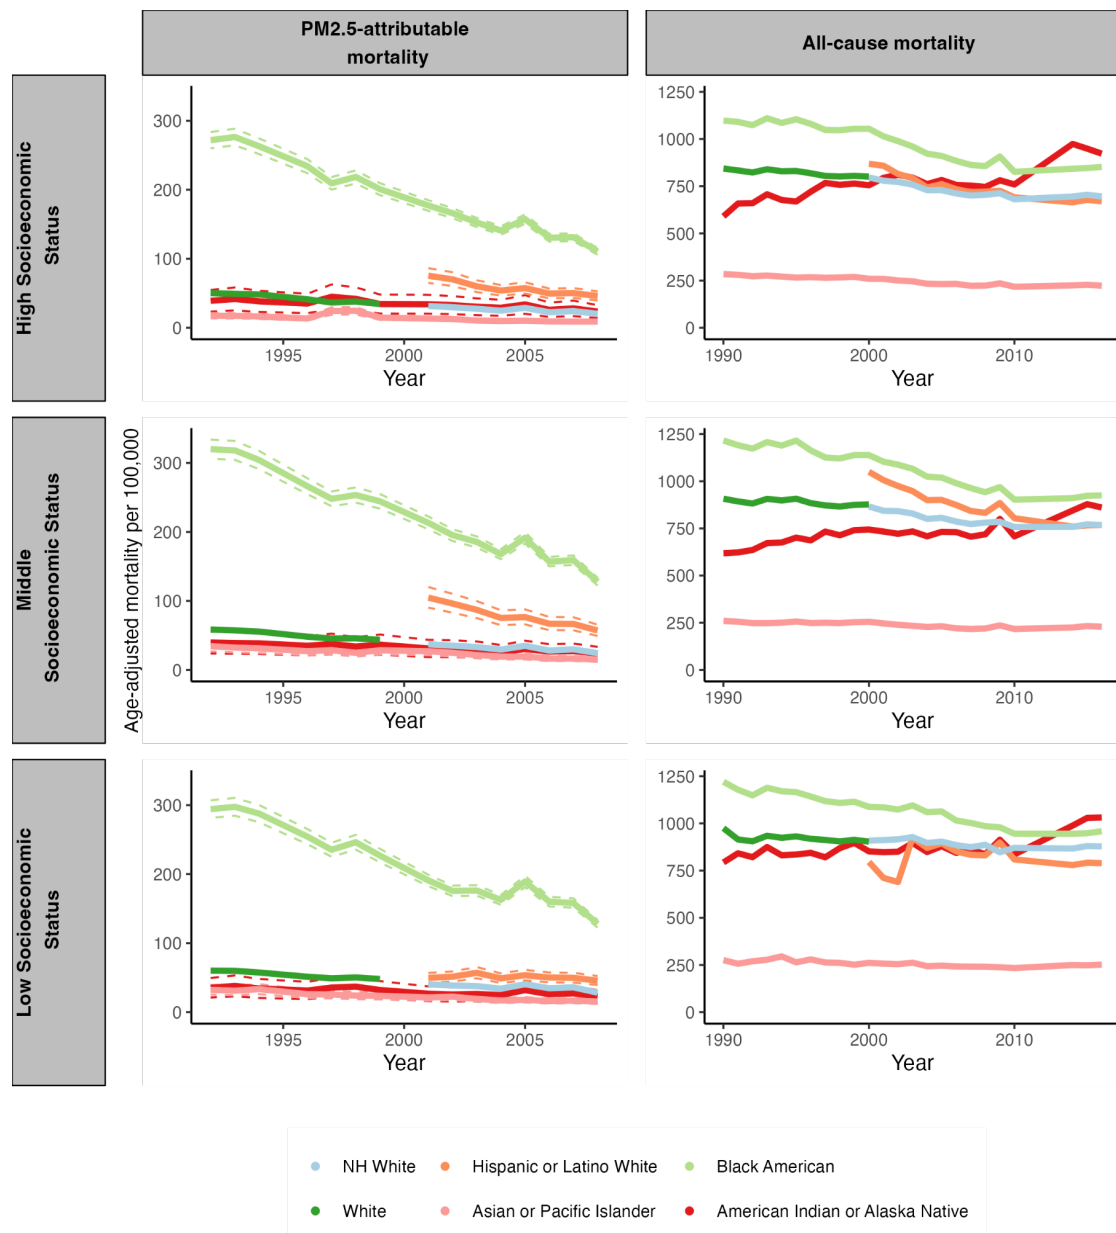 PM2.5-attributable
mortality
All-cause mortality
High Socioeconomic
Status
300
200
100
0
1995
2000
2005
Year
1250
1000
750
500
250
0
1990
2000
2010
Year
Middle
Socioeconomic Status
Age-adjusted mortality per 100,000
300
200
100
0
1995
2000
2005
Year
1250
1000
750
500
250
0
1990
2000
2010
Year
Low Socioeconomic
Status
300
200
100
0
1995
2000
2005
Year
1250
1000
750
500
250
0
1990
2000
2010
Year
NH White
Hispanic or Latino White
Black American
White
Asian or Pacific Islander
American Indian or Alaska Native